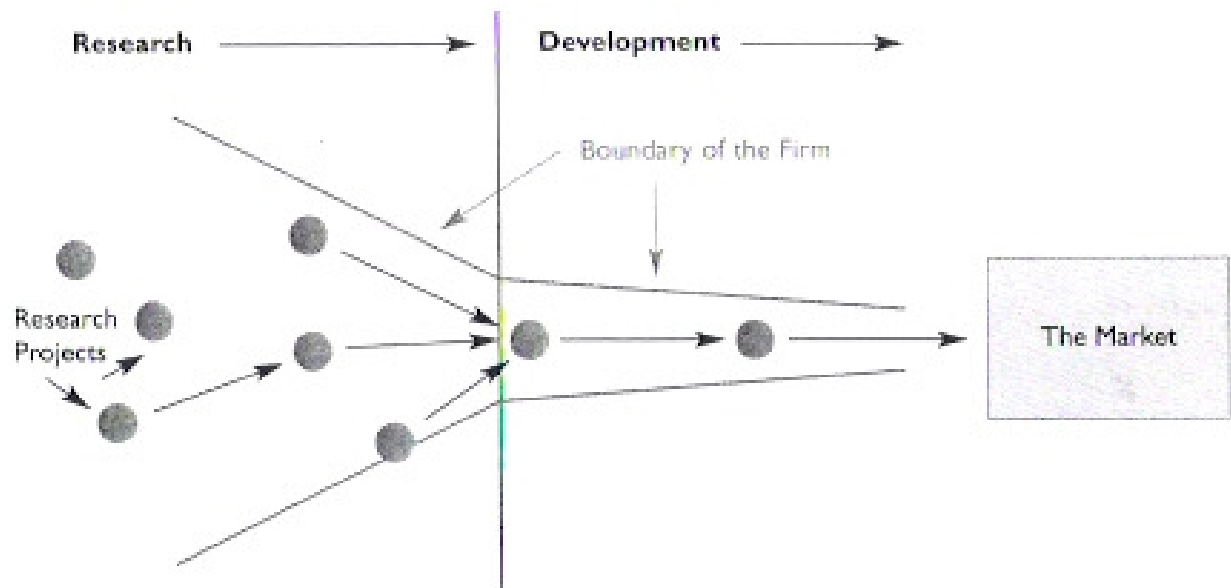 Research
Development
Boundary of the Firm
Research
Projects
The Market